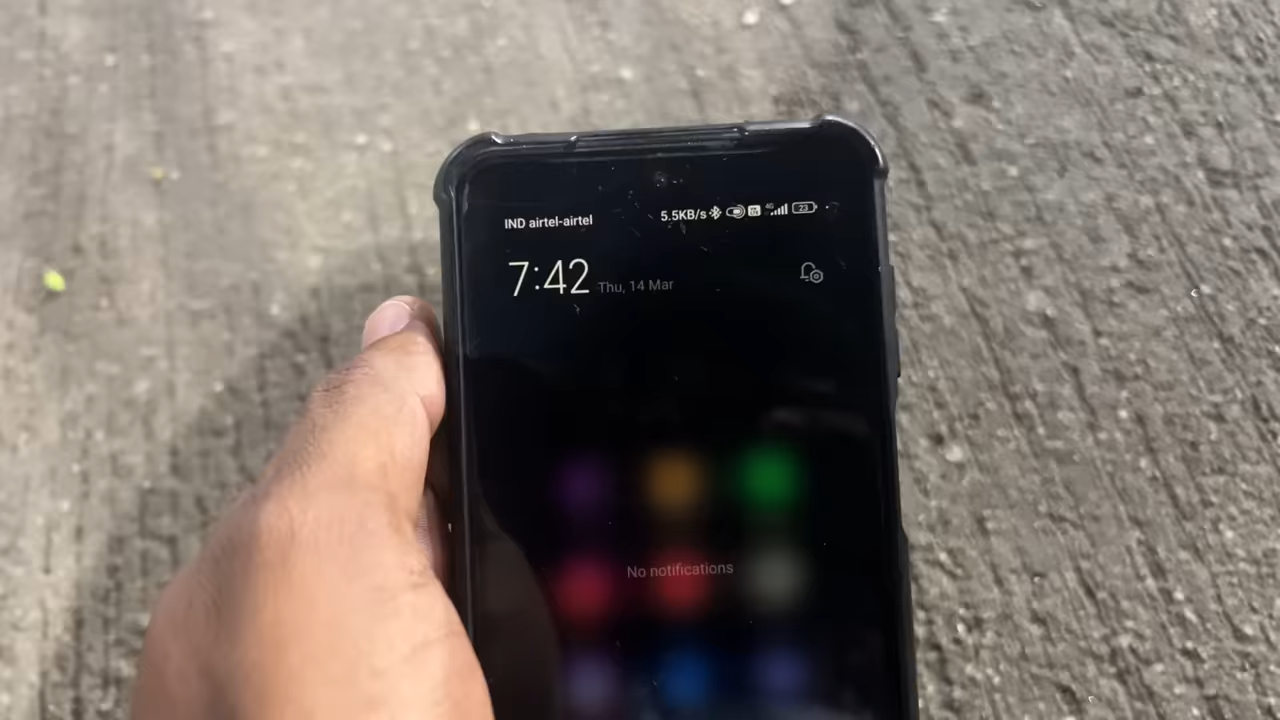 IND airtel-airtel 5.5KB/s 4G 23
7:42 Thu, 14 Mar
No notifications